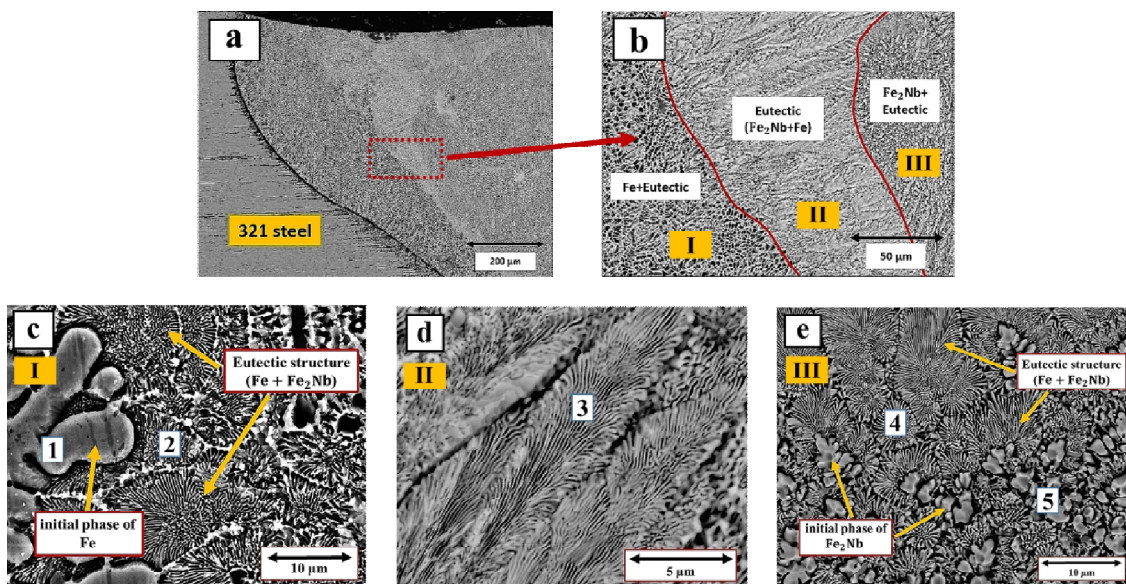 a
321 steel
200 µm
b
Fe₂Nb+
Eutectic
Eutectic
(Fe₂Nb+Fe)
III
Fe+Eutectic
II
I
50 µm
c
I
Eutectic structure
(Fe + Fe₂Nb)
1
2
initial phase of
Fe
10 µm
d
II
3
5 µm
e
III
Eutectic structure
(Fe + Fe₂Nb)
4
5
initial phase of
Fe₂Nb
10 µm